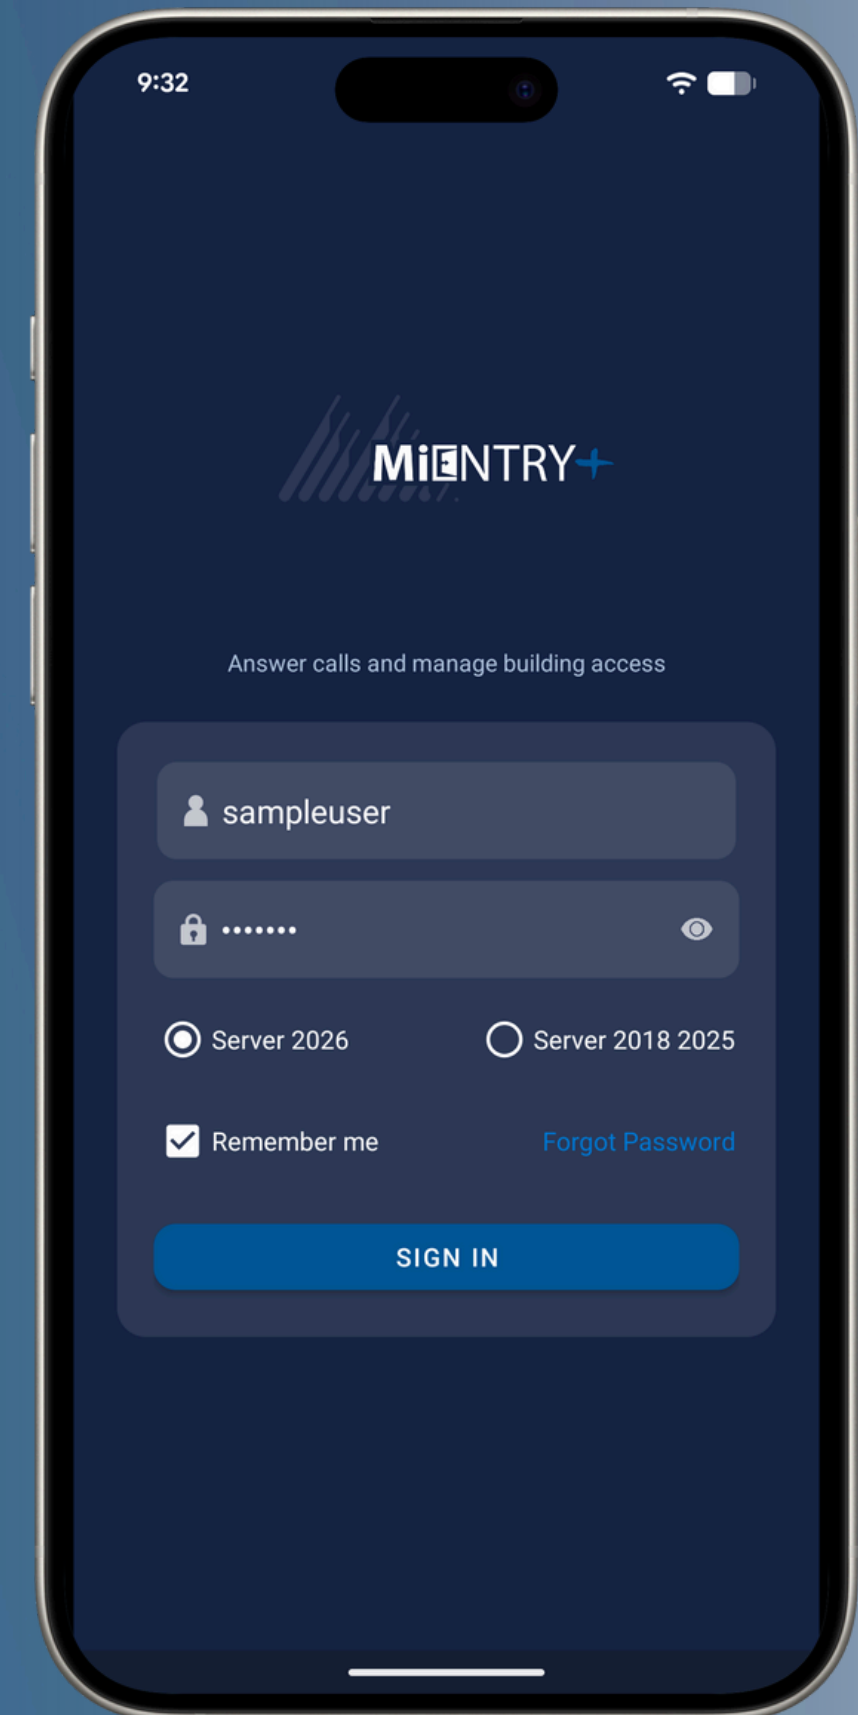 9:32
MiENTRY+
Answer calls and manage building access
sampleuser
•••••••
Server 2026
Server 2018 2025
Remember me
Forgot Password
SIGN IN